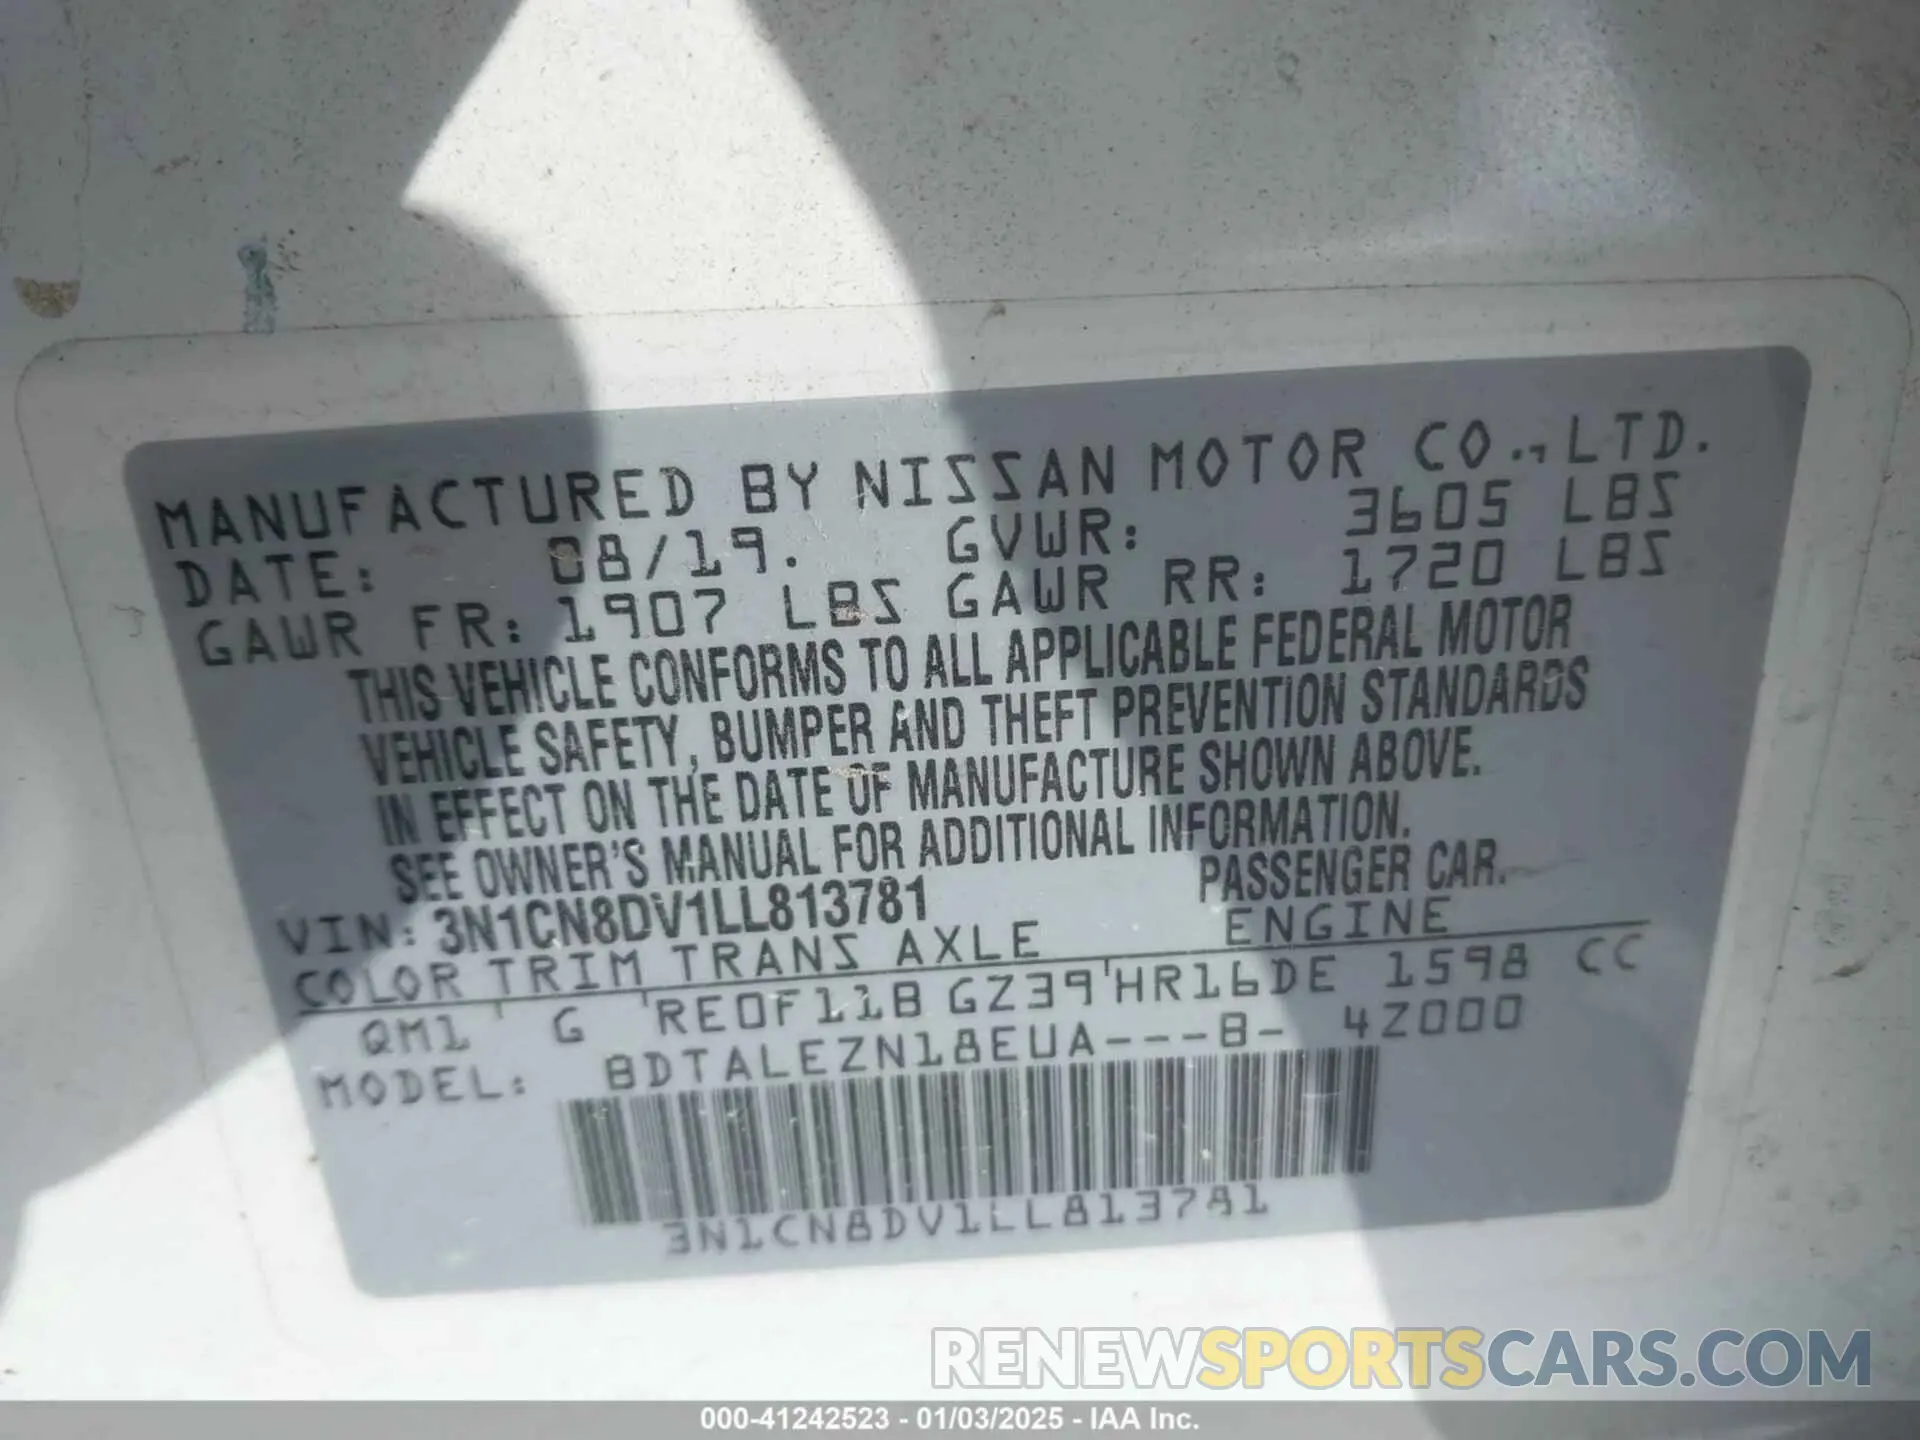 MANUFACTURED BY NISSAN MOTOR CO., LTD.
DATE: 08/19. GVWR: 3605 LBS
GAWR FR: 1907 LBS GAWR RR: 1720 LBS
THIS VEHICLE CONFORMS TO ALL APPLICABLE FEDERAL MOTOR
VEHICLE SAFETY, BUMPER AND THEFT PREVENTION STANDARDS
IN EFFECT ON THE DATE OF MANUFACTURE SHOWN ABOVE.
SEE OWNER'S MANUAL FOR ADDITIONAL INFORMATION.
VIN: 3N1CN8DV1LL813781 PASSENGER CAR.
COLOR TRIM TRANS AXLE ENGINE
QM1 G RE0F11B GZ39 HR16DE 1598 CC
MODEL: BDTALEZN18EUA---B- 4Z000
3N1CN8DV1LL813781
RENEWSPORTSCARS.COM
000-41242523 - 01/03/2025 - IAA Inc.